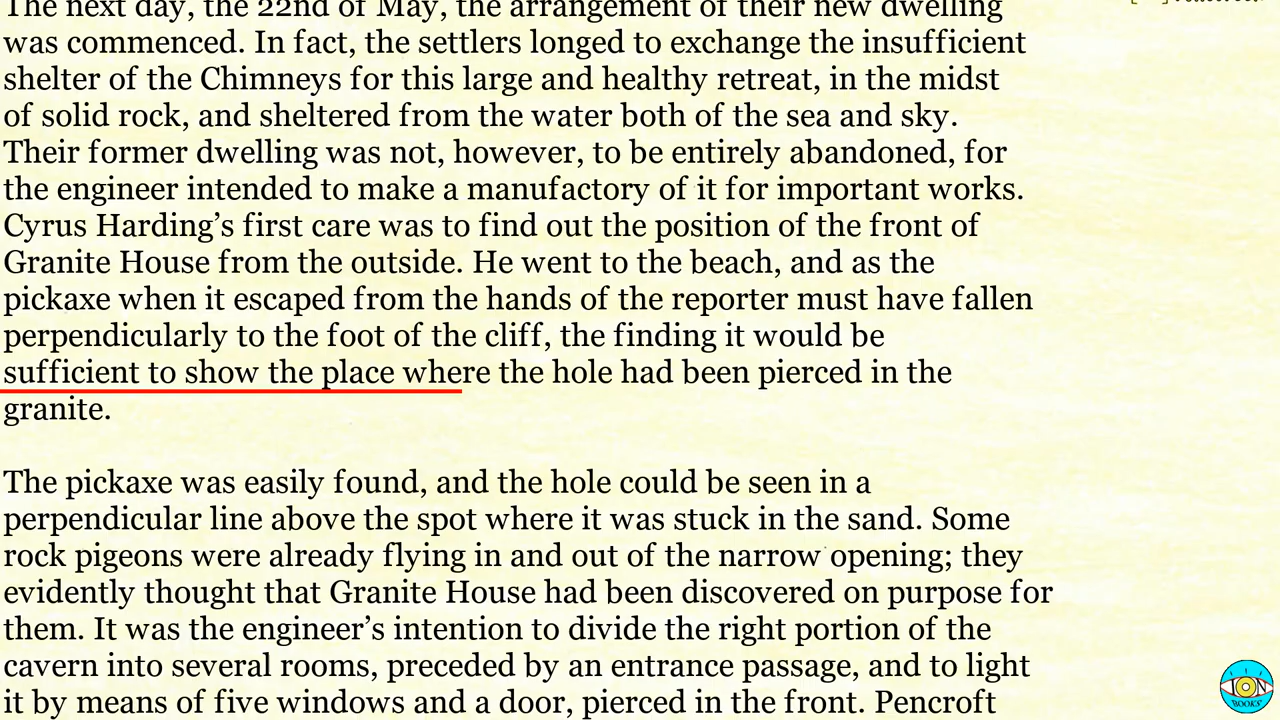 The next day, the 22nd of May, the arrangement of their new dwelling
was commenced. In fact, the settlers longed to exchange the insufficient
shelter of the Chimneys for this large and healthy retreat, in the midst
of solid rock, and sheltered from the water both of the sea and sky.
Their former dwelling was not, however, to be entirely abandoned, for
the engineer intended to make a manufactory of it for important works.
Cyrus Harding’s first care was to find out the position of the front of
Granite House from the outside. He went to the beach, and as the
pickaxe when it escaped from the hands of the reporter must have fallen
perpendicularly to the foot of the cliff, the finding it would be
sufficient to show the place where the hole had been pierced in the
granite.
The pickaxe was easily found, and the hole could be seen in a
perpendicular line above the spot where it was stuck in the sand. Some
rock pigeons were already flying in and out of the narrow opening; they
evidently thought that Granite House had been discovered on purpose for
them. It was the engineer’s intention to divide the right portion of the
cavern into several rooms, preceded by an entrance passage, and to light
it by means of five windows and a door, pierced in the front. Pencroft
ION
BOOKS